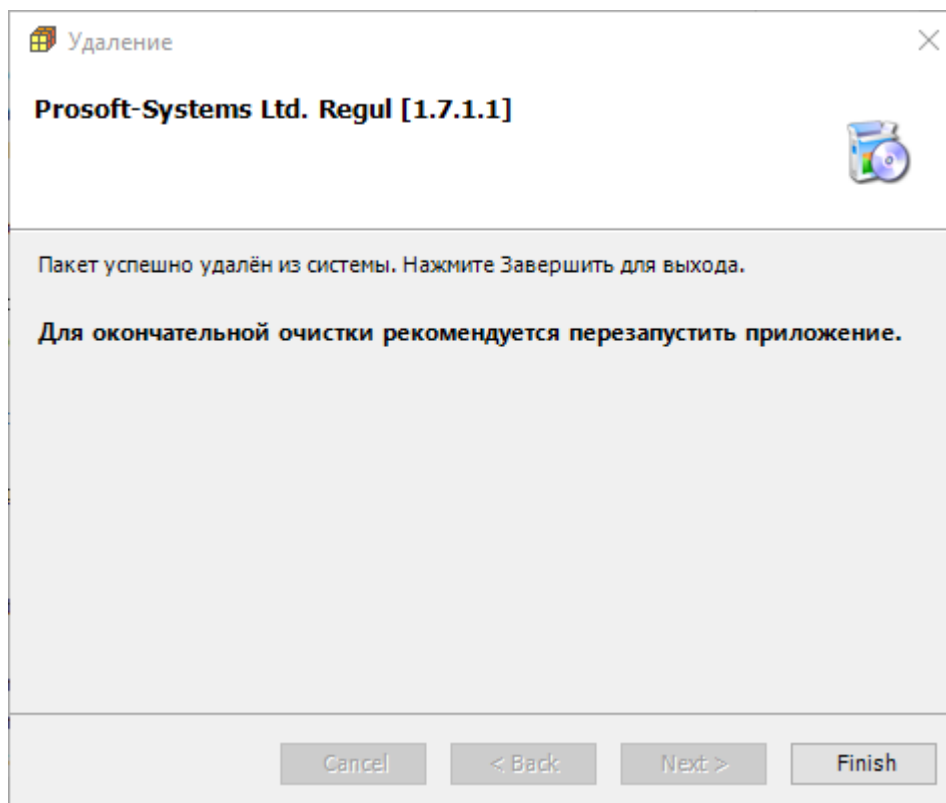 Удаление
Prosoft-Systems Ltd. Regul [1.7.1.1]
Пакет успешно удалён из системы. Нажмите Завершить для выхода.
Для окончательной очистки рекомендуется перезапустить приложение.
Cancel
< Back
Next >
Finish